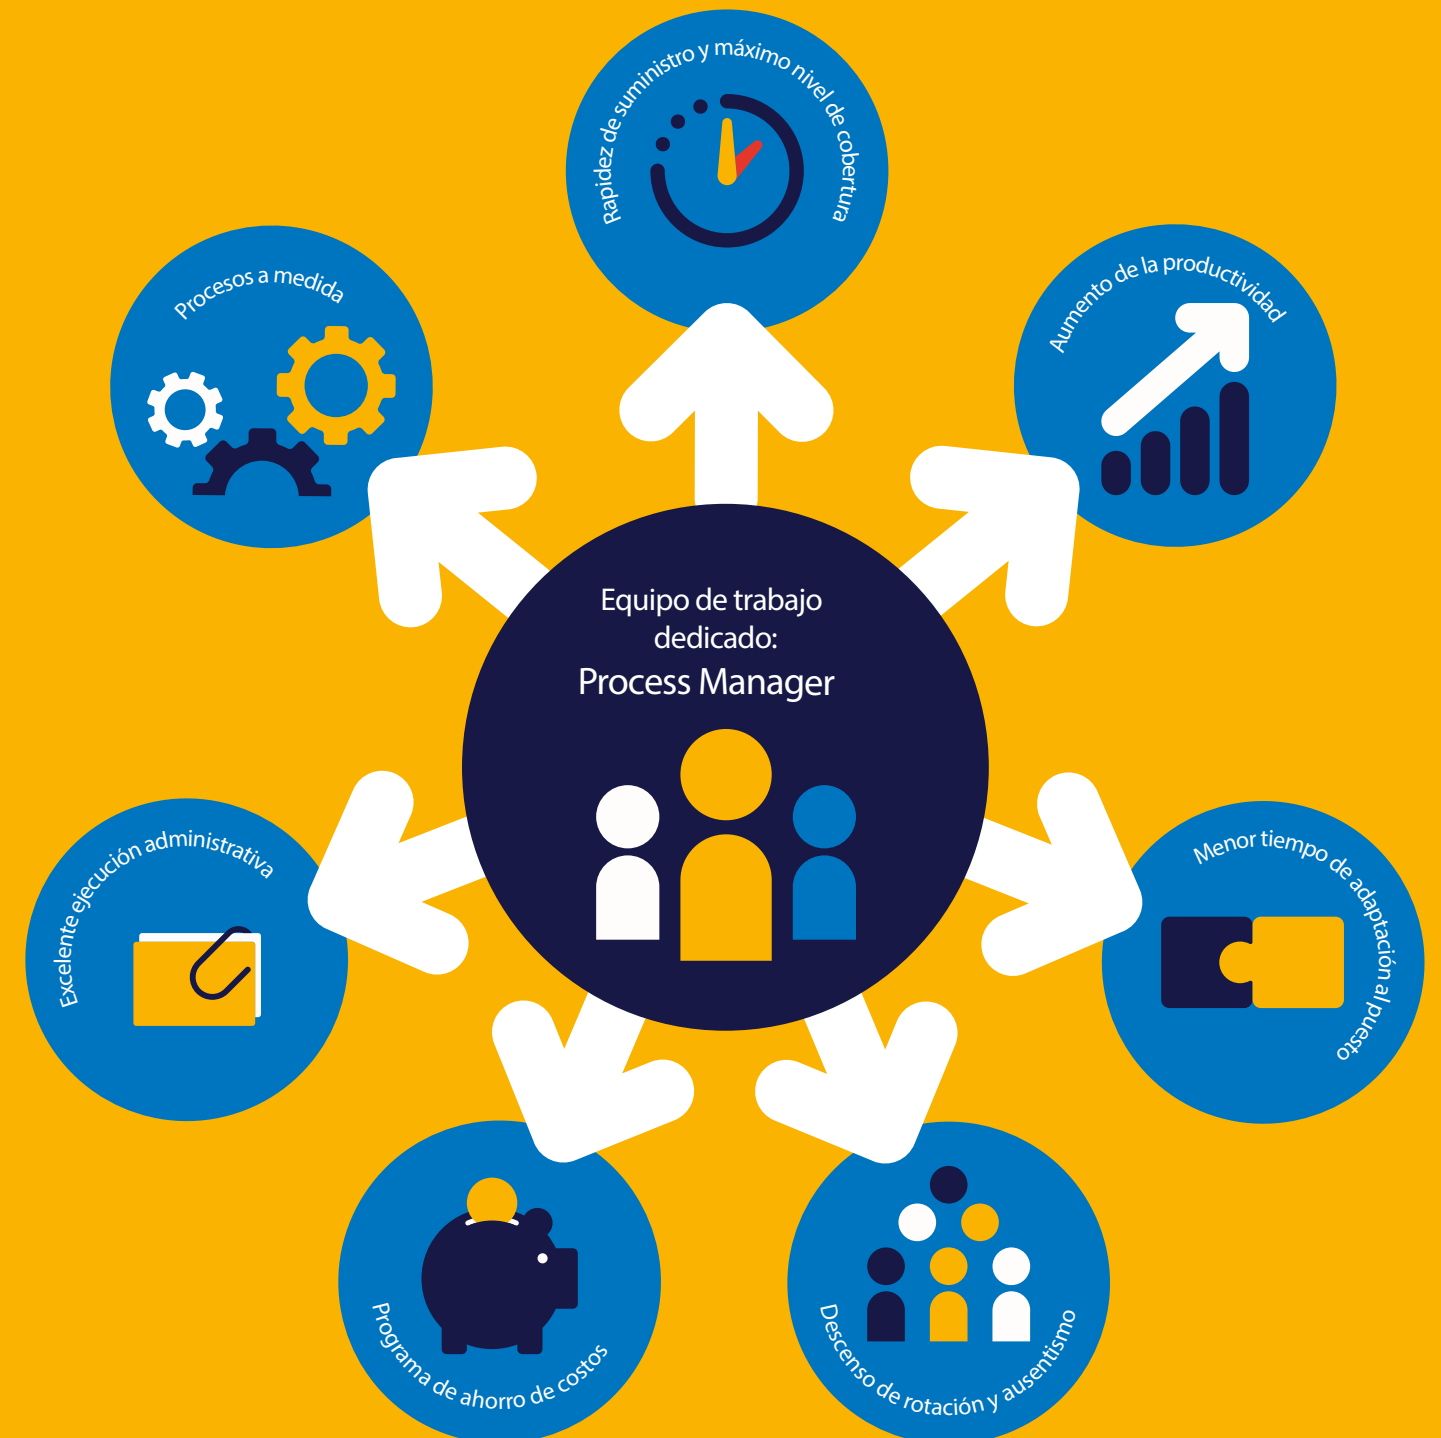 Rapidez de suministro y máximo nivel de cobertura
Procesos a medida
Aumento de la productividad
Equipo de trabajo
dedicado:
Process Manager
Excelente ejecución administrativa
Menor tiempo de adaptación al puesto
Programa de ahorro de costos
Descenso de rotación y ausentismo